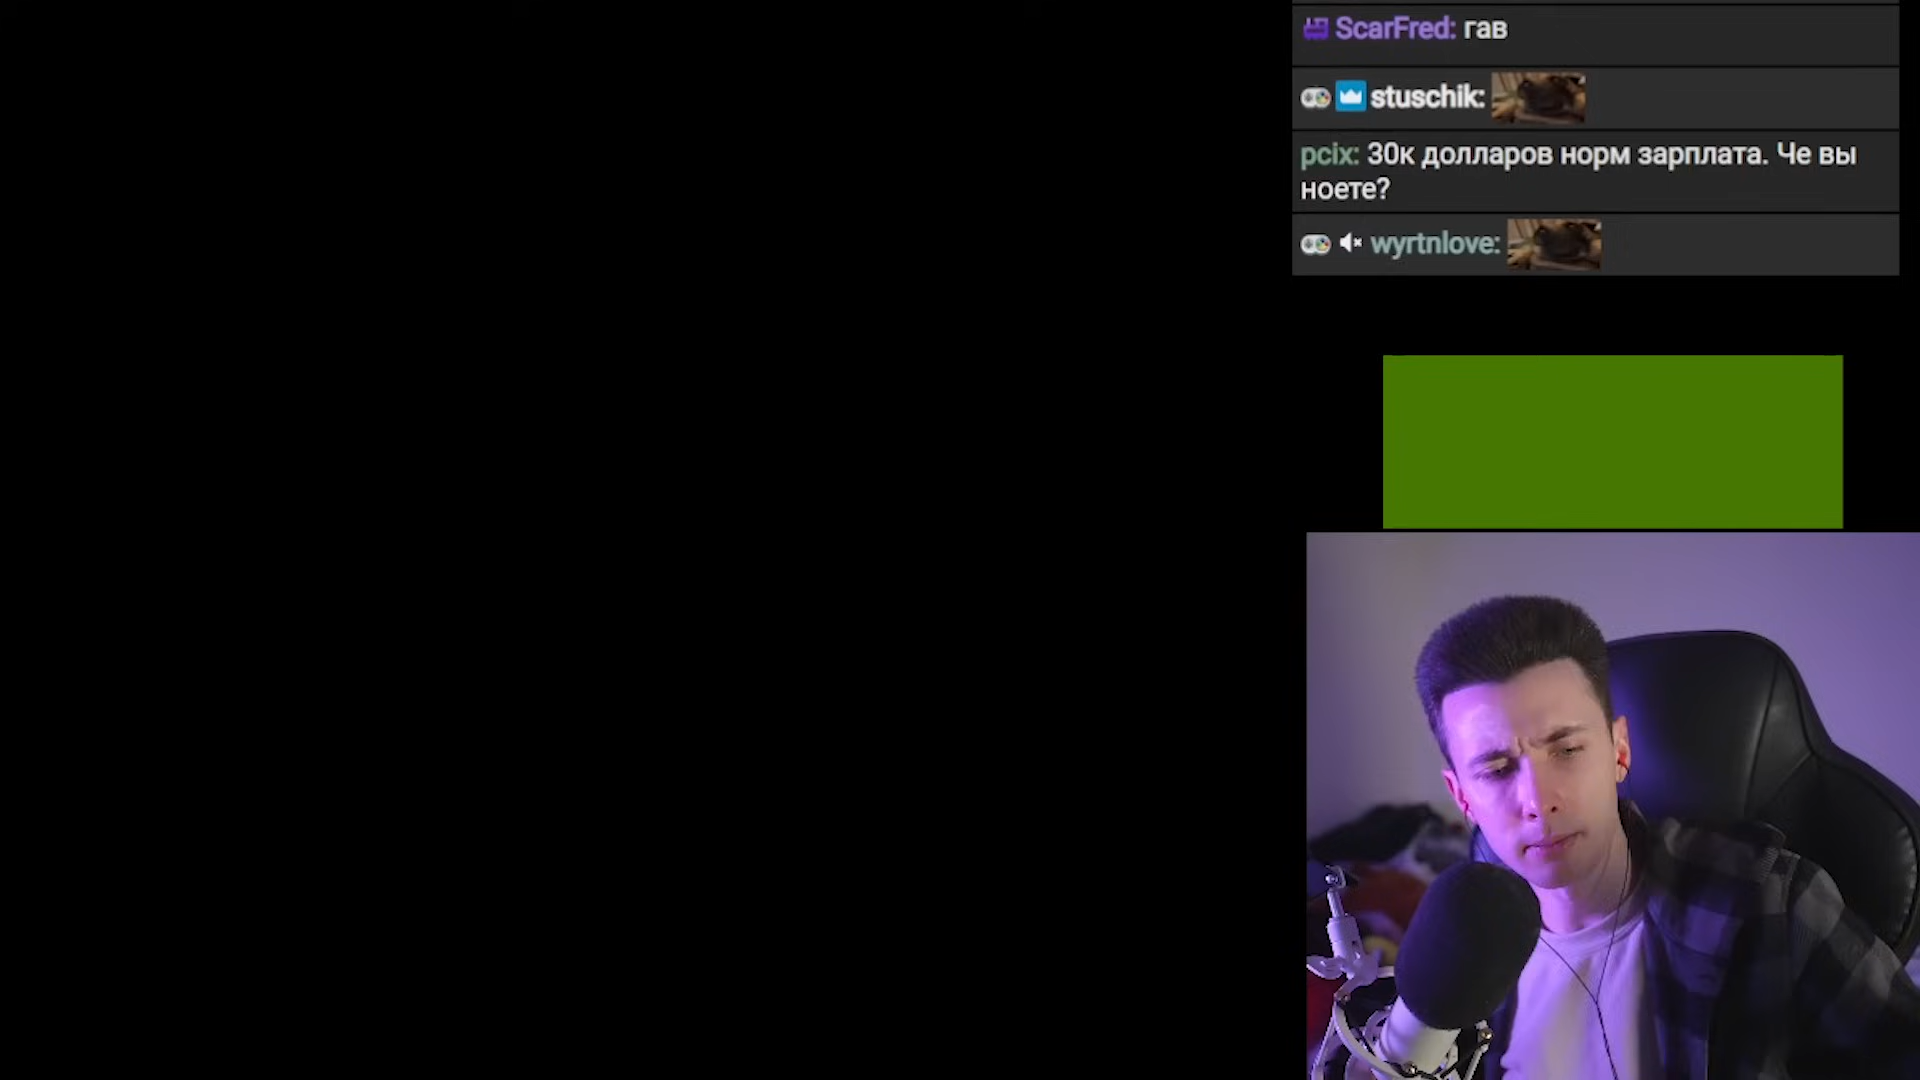 ScarFred: гав
stuschik:
pcix: 30к долларов норм зарплата. Че вы
ноете?
wyrtnlove: